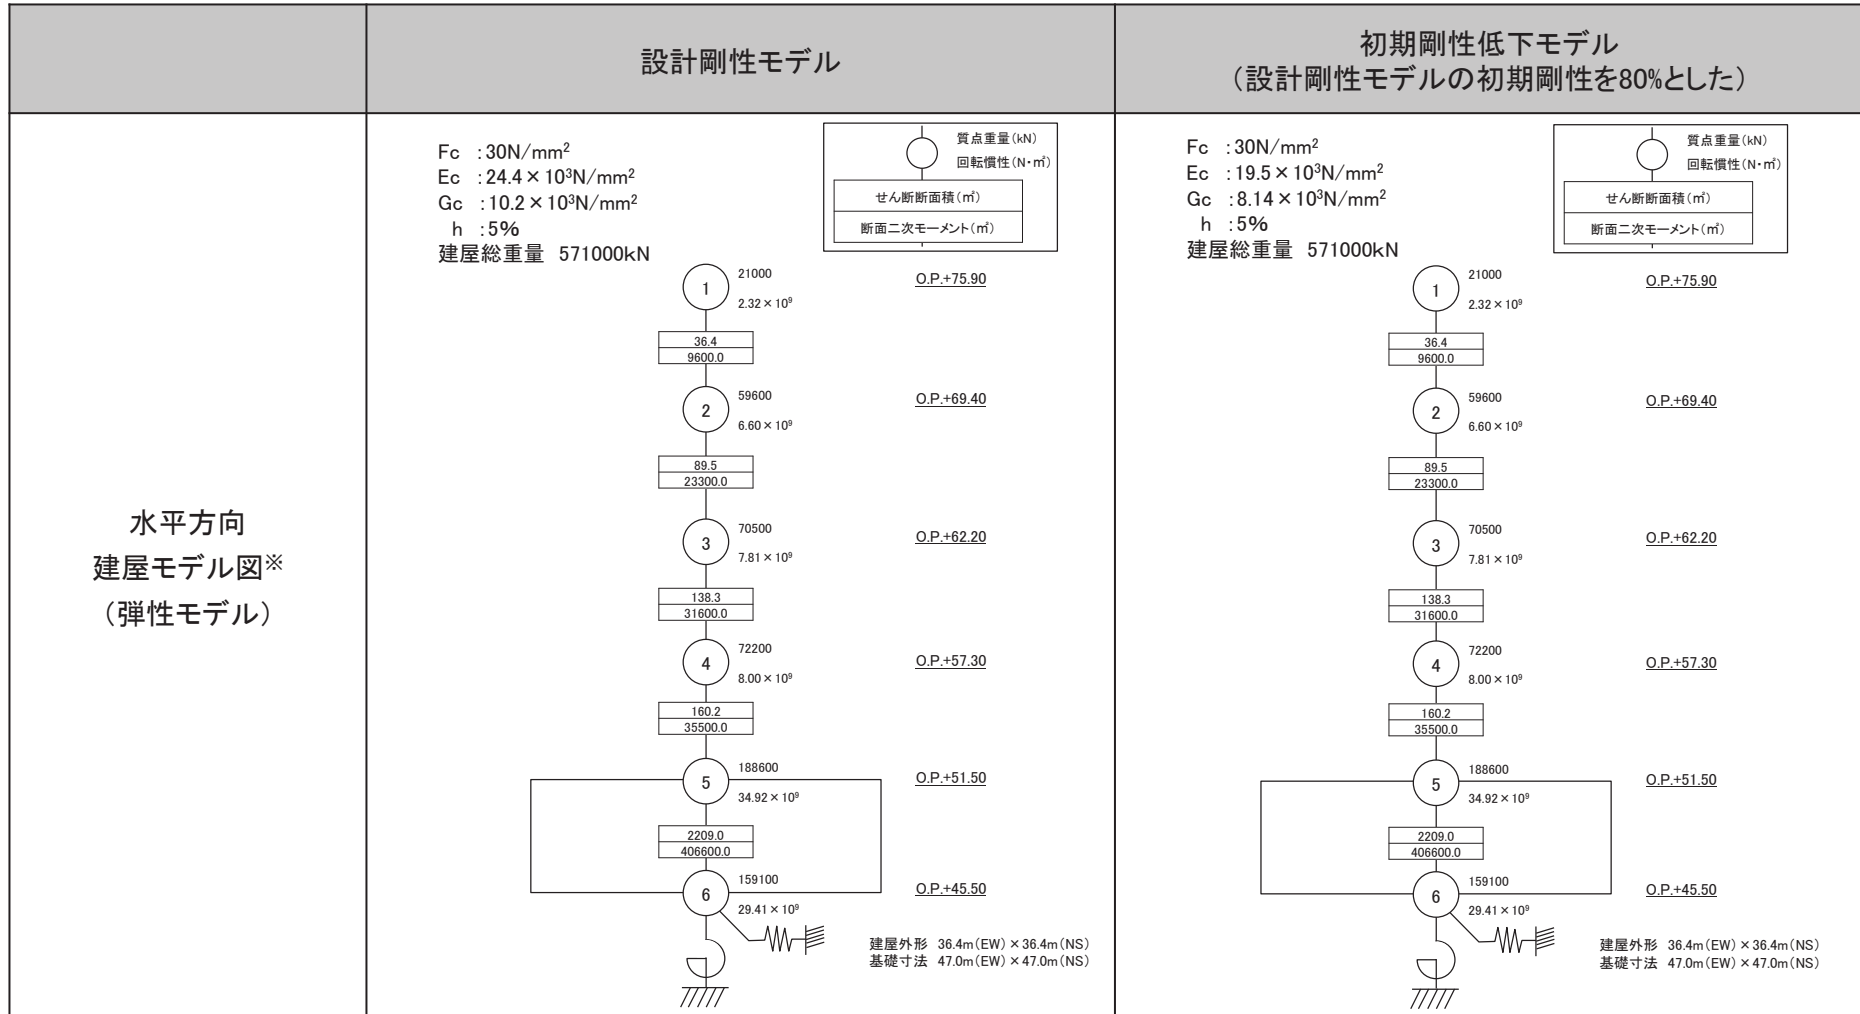 設計剛性モデル
初期剛性低下モデル
（設計剛性モデルの初期剛性を80%とした）
水平方向
建屋モデル図※
（弾性モデル）
Fc ：30N/mm²
Ec ：24.4×10³N/mm²
Gc ：10.2×10³N/mm²
h ：5%
建屋総重量 571000kN
質点重量(kN)
回転慣性(N・㎡)
せん断断面積(㎡)
断面二次モーメント(㎡)
1
21000
2.32×10⁹
O.P.+75.90
36.4
9600.0
2
59600
6.60×10⁹
O.P.+69.40
89.5
23300.0
3
70500
7.81×10⁹
O.P.+62.20
138.3
31600.0
4
72200
8.00×10⁹
O.P.+57.30
160.2
35500.0
5
188600
34.92×10⁹
O.P.+51.50
2209.0
406600.0
6
159100
29.41×10⁹
O.P.+45.50
建屋外形 36.4m(EW)×36.4m(NS)
基礎寸法 47.0m(EW)×47.0m(NS)
Fc ：30N/mm²
Ec ：19.5×10³N/mm²
Gc ：8.14×10³N/mm²
h ：5%
建屋総重量 571000kN
質点重量(kN)
回転慣性(N・㎡)
せん断断面積(㎡)
断面二次モーメント(㎡)
1
21000
2.32×10⁹
O.P.+75.90
36.4
9600.0
2
59600
6.60×10⁹
O.P.+69.40
89.5
23300.0
3
70500
7.81×10⁹
O.P.+62.20
138.3
31600.0
4
72200
8.00×10⁹
O.P.+57.30
160.2
35500.0
5
188600
34.92×10⁹
O.P.+51.50
2209.0
406600.0
6
159100
29.41×10⁹
O.P.+45.50
建屋外形 36.4m(EW)×36.4m(NS)
基礎寸法 47.0m(EW)×47.0m(NS)